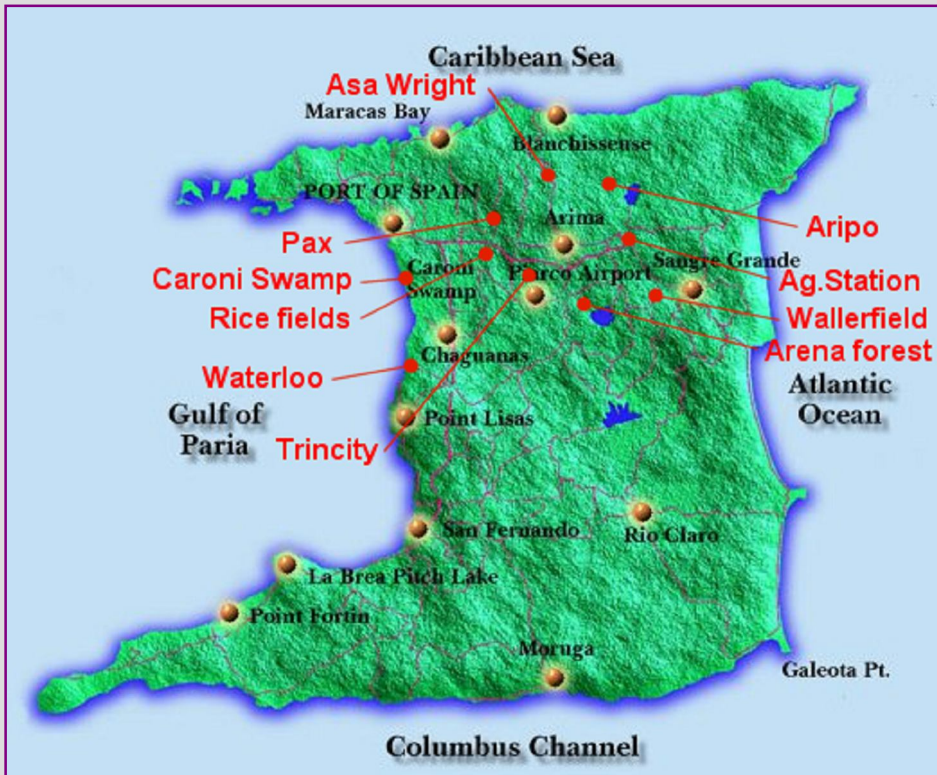 Caribbean Sea
Asa Wright
Maracas Bay
Blanchissense
PORT OF SPAIN
Arima
Aripo
Pax
Caroni
Swamp
Piarco Airport
Sangre Grande
Caroni Swamp
Ag.Station
Rice fields
Wallerfield
Chaguanas
Arena forest
Waterloo
Atlantic
Ocean
Gulf of
Paria
Point Lisas
Trincity
San Fernando
Rio Claro
La Brea Pitch Lake
Point Fortin
Moruga
Galeota Pt.
Columbus Channel